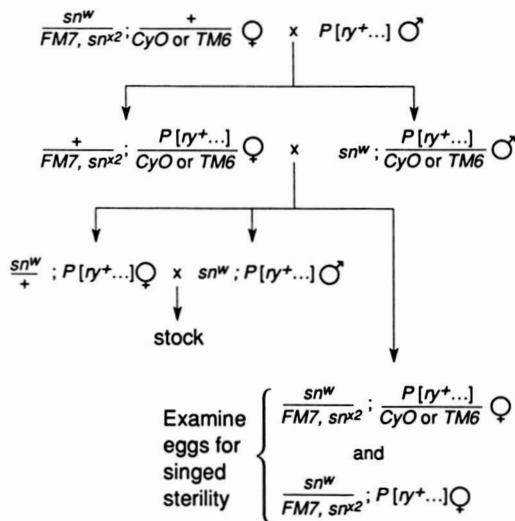 sn^w / FM7, sn^x2 ; + / CyO or TM6 ♀ x P[ry+...] ♂
+ / FM7, sn^x2 ; P[ry+...] / CyO or TM6 ♀ x sn^w ; P[ry+...] / CyO or TM6 ♂
sn^w / + ; P[ry+...]♀ x sn^w ; P[ry+...]♂
stock
Examine
eggs for
singed
sterility
sn^w / FM7, sn^x2 ; P[ry+...] / CyO or TM6 ♀
and
sn^w / FM7, sn^x2 ; P[ry+...]♀